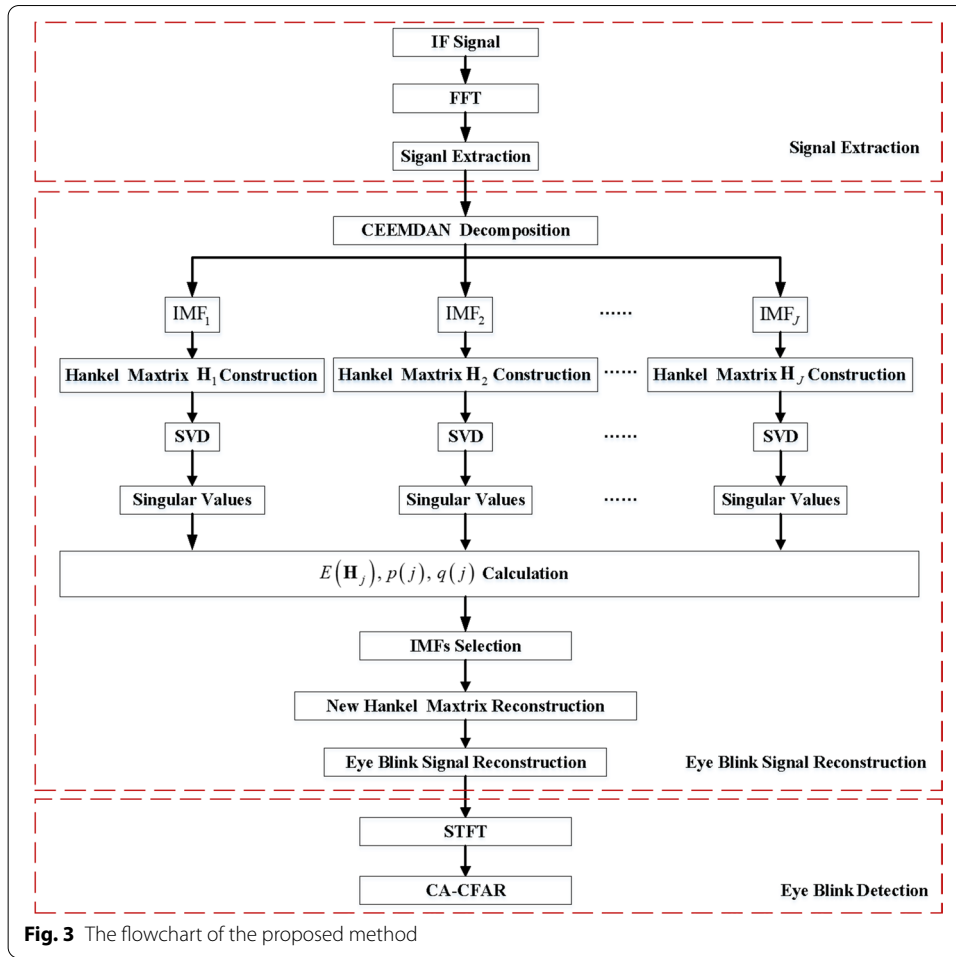 IF Signal
FFT
Siganl Extraction
Signal Extraction
CEEMDAN Decomposition
IMF1 IMF2 ...... IMFJ
Hankel Maxtrix H1 Construction Hankel Maxtrix H2 Construction ...... Hankel Maxtrix HJ Construction
SVD SVD ...... SVD
Singular Values Singular Values ...... Singular Values
E(Hj), p(j), q(j) Calculation
IMFs Selection
New Hankel Maxtrix Reconstruction
Eye Blink Signal Reconstruction
Eye Blink Signal Reconstruction
STFT
CA-CFAR
Eye Blink Detection
Fig. 3 The flowchart of the proposed method